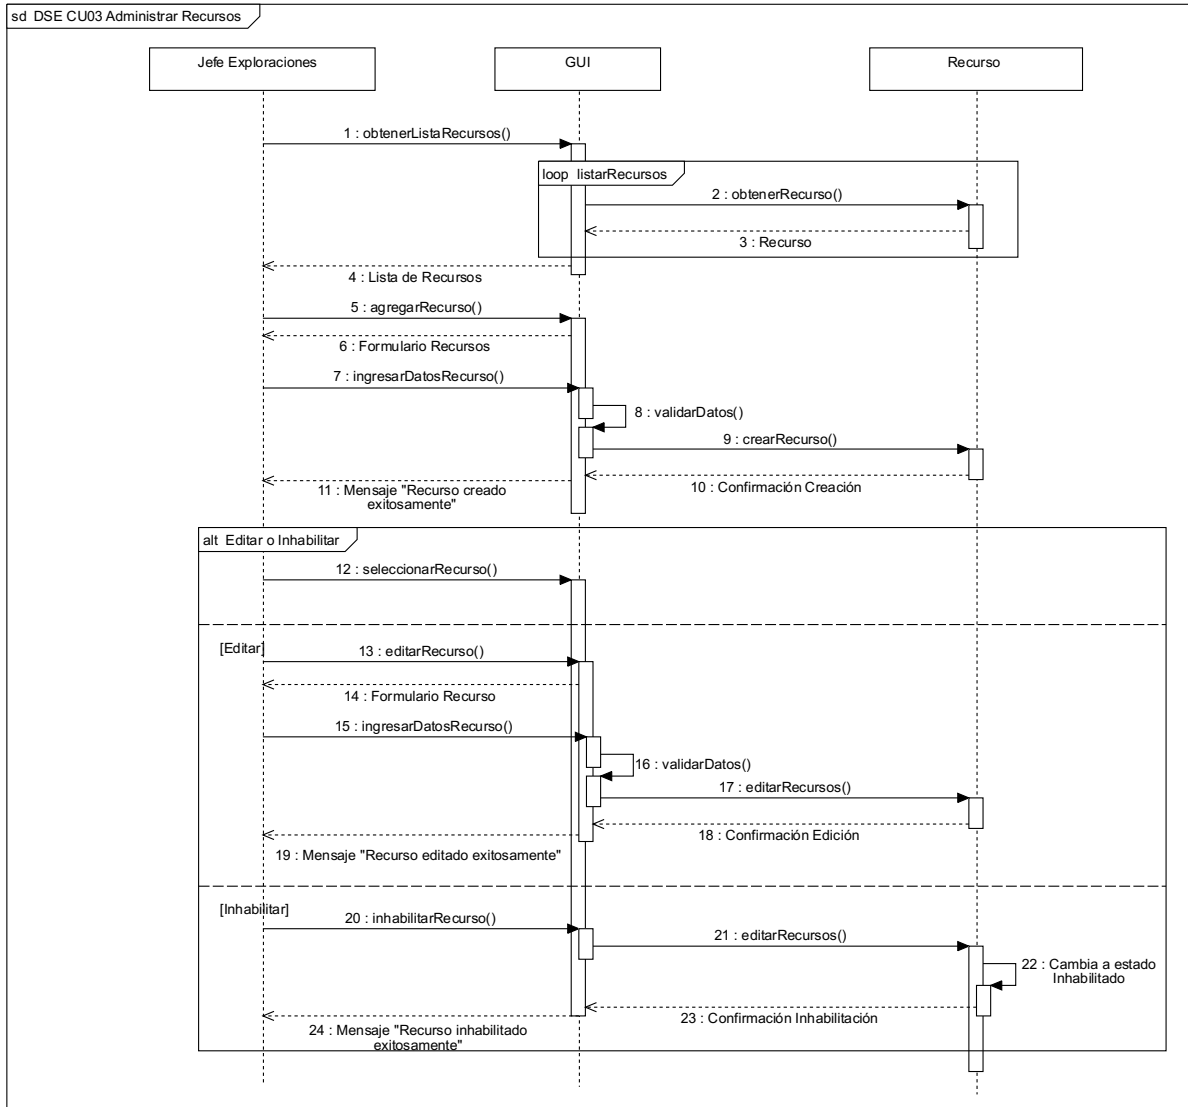 sd DSE CU03 Administrar Recursos
Jefe Exploraciones
GUI
Recurso
1 : obtenerListaRecursos()
loop listarRecursos
2 : obtenerRecurso()
3 : Recurso
4 : Lista de Recursos
5 : agregarRecurso()
6 : Formulario Recursos
7 : ingresarDatosRecurso()
8 : validarDatos()
9 : crearRecurso()
10 : Confirmación Creación
11 : Mensaje "Recurso creado
exitosamente"
alt Editar o Inhabilitar
12 : seleccionarRecurso()
[Editar]
13 : editarRecurso()
14 : Formulario Recurso
15 : ingresarDatosRecurso()
16 : validarDatos()
17 : editarRecursos()
18 : Confirmación Edición
19 : Mensaje "Recurso editado exitosamente"
[Inhabilitar]
20 : inhabilitarRecurso()
21 : editarRecursos()
22 : Cambia a estado
Inhabilitado
23 : Confirmación Inhabilitación
24 : Mensaje "Recurso inhabilitado
exitosamente"